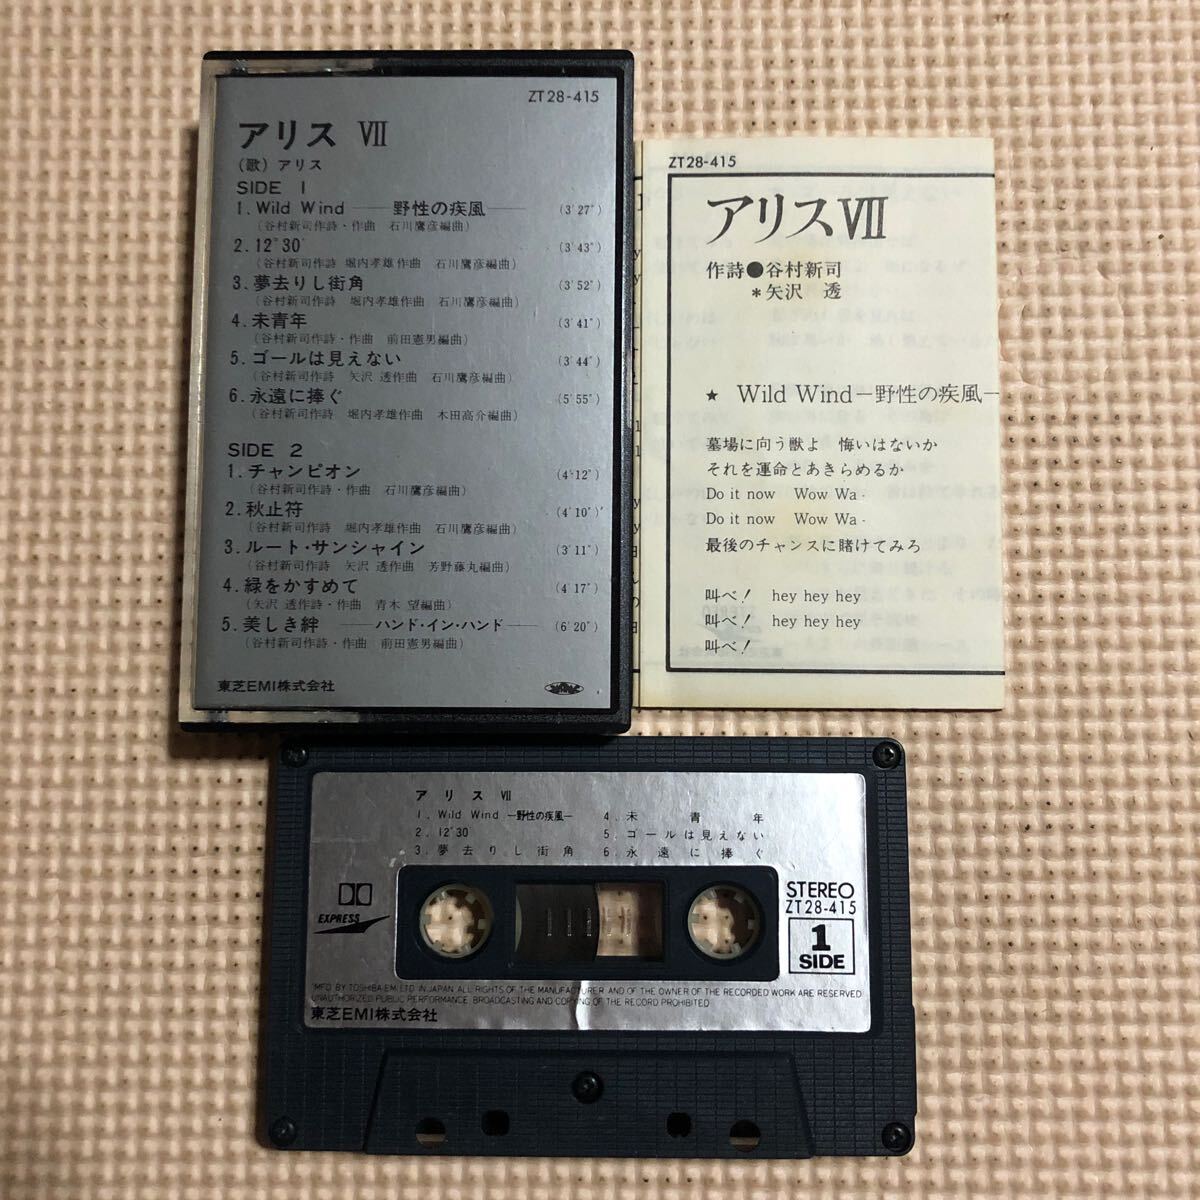 ZT28-415
アリス VII
(歌) アリス
SIDE 1
1. Wild Wind ——野性の疾風—— (3'27")
(谷村新司作詩・作曲 石川鷹彦編曲)
2. 12°30' (3'43")
(谷村新司作詩 堀内孝雄作曲 石川鷹彦編曲)
3. 夢去りし街角 (3'52")
(谷村新司作詩 堀内孝雄作曲 石川鷹彦編曲)
4. 未青年 (3'41")
(谷村新司作詩・作曲 前田憲男編曲)
5. ゴールは見えない (3'44")
(谷村新司作詩 矢沢 透作曲 石川鷹彦編曲)
6. 永遠に捧ぐ (5'55")
(谷村新司作詩 堀内孝雄作曲 木田高介編曲)
SIDE 2
1. チャンピオン (4'12")
(谷村新司作詩・作曲 石川鷹彦編曲)
2. 秋止符 (4'10")
(谷村新司作詩 堀内孝雄作曲 石川鷹彦編曲)
3. ルート・サンシャイン (3'11")
(谷村新司作詩 矢沢 透作曲 芳野藤丸編曲)
4. 緑をかすめて (4'17")
(矢沢 透作詩・作曲 青木 望編曲)
5. 美しき絆 ——ハンド・イン・ハンド—— (6'20")
(谷村新司作詩・作曲 前田憲男編曲)
東芝EMI株式会社
ZT28-415
アリスVII
作詩●谷村新司
*矢沢 透
★ Wild Wind—野性の疾風—
墓場に向う獣よ 悔いはないか
それを運命とあきらめるか
Do it now Wow Wa・
Do it now Wow Wa・
最後のチャンスに賭けてみろ
叫べ! hey hey hey
叫べ! hey hey hey
叫べ!
アリス VII
1. Wild Wind —野性の疾風—
2. 12°30'
3. 夢去りし街角
4. 未青年
5. ゴールは見えない
6. 永遠に捧ぐ
EXPRESS
STEREO
ZT28-415
1
SIDE
MFD BY TOSHIBA-EMI LTD IN JAPAN ALL RIGHTS OF THE MANUFACTURER AND OF THE OWNER OF THE RECORDED WORK ARE RESERVED
UNAUTHORIZED PUBLIC PERFORMANCE BROADCASTING AND COPYING OF THE RECORD PROHIBITED
東芝EMI株式会社